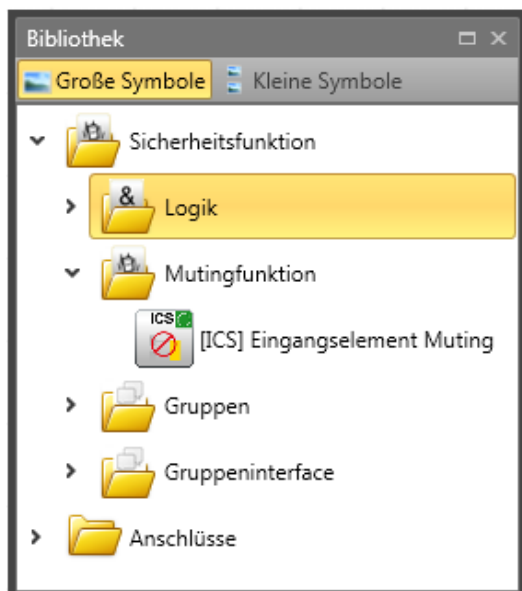 Bibliothek
Große Symbole Kleine Symbole
Sicherheitsfunktion
& Logik
Mutingfunktion
ICS [ICS] Eingangselement Muting
Gruppen
Gruppeninterface
Anschlüsse